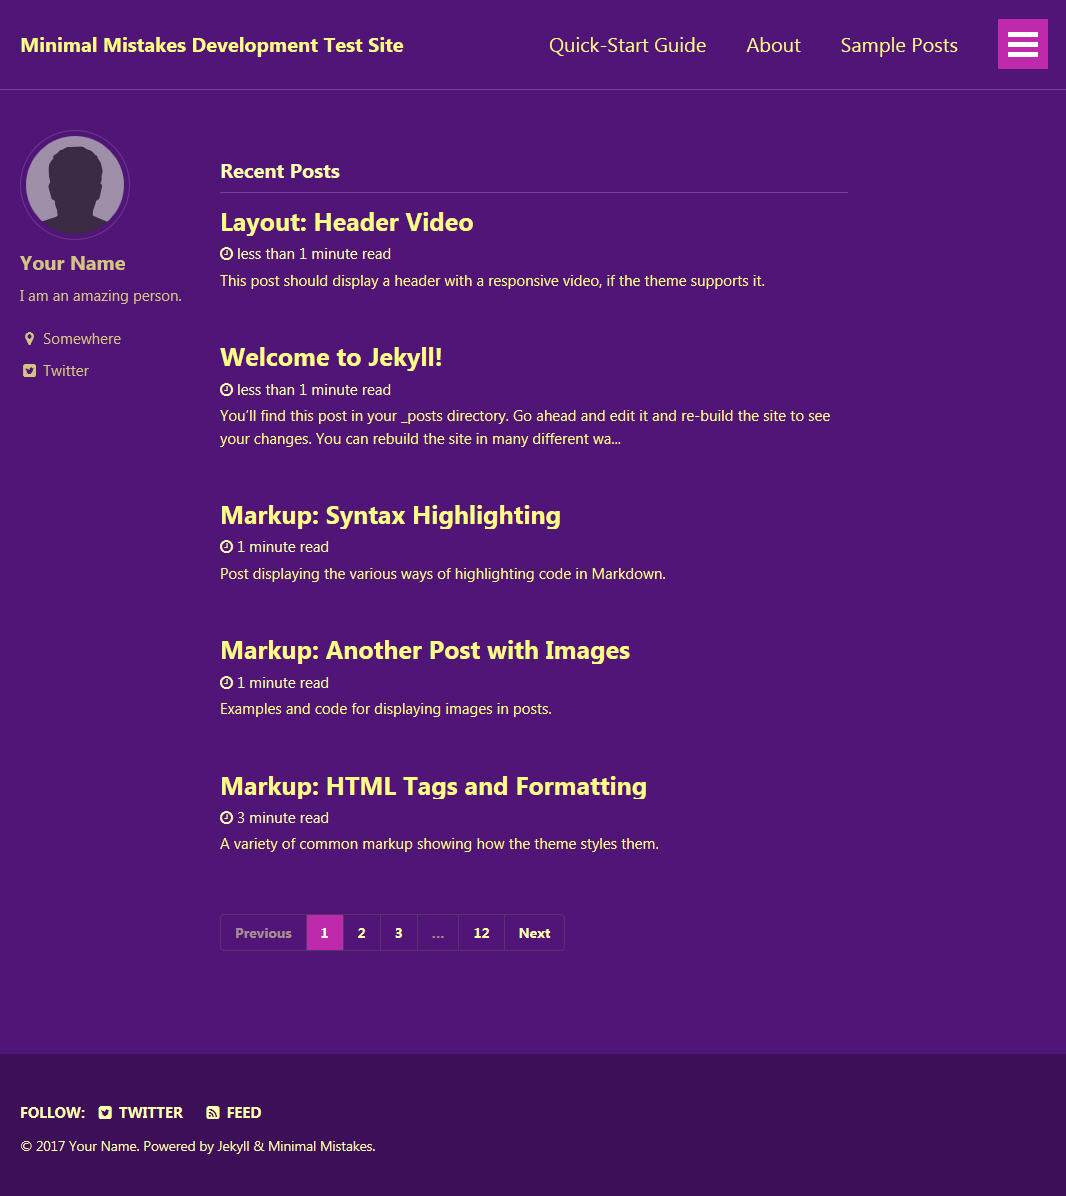 Minimal Mistakes Development Test Site
Quick-Start Guide
About
Sample Posts
Your Name
I am an amazing person.
Somewhere
Twitter
Recent Posts
Layout: Header Video
less than 1 minute read
This post should display a header with a responsive video, if the theme supports it.
Welcome to Jekyll!
less than 1 minute read
You’ll find this post in your _posts directory. Go ahead and edit it and re-build the site to see
your changes. You can rebuild the site in many different wa...
Markup: Syntax Highlighting
1 minute read
Post displaying the various ways of highlighting code in Markdown.
Markup: Another Post with Images
1 minute read
Examples and code for displaying images in posts.
Markup: HTML Tags and Formatting
3 minute read
A variety of common markup showing how the theme styles them.
Previous 1 2 3 … 12 Next
FOLLOW: TWITTER FEED
© 2017 Your Name. Powered by Jekyll & Minimal Mistakes.